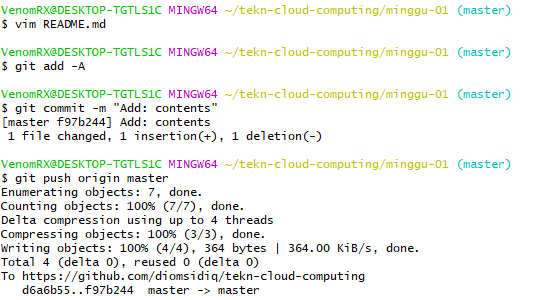 VenomRX@DESKTOP-TGTLS1C MINGW64 ~/tekn-cloud-computing/minggu-01 (master)
$ vim README.md
VenomRX@DESKTOP-TGTLS1C MINGW64 ~/tekn-cloud-computing/minggu-01 (master)
$ git add -A
VenomRX@DESKTOP-TGTLS1C MINGW64 ~/tekn-cloud-computing/minggu-01 (master)
$ git commit -m "Add: contents"
[master f97b244] Add: contents
 1 file changed, 1 insertion(+), 1 deletion(-)
VenomRX@DESKTOP-TGTLS1C MINGW64 ~/tekn-cloud-computing/minggu-01 (master)
$ git push origin master
Enumerating objects: 7, done.
Counting objects: 100% (7/7), done.
Delta compression using up to 4 threads
Compressing objects: 100% (3/3), done.
Writing objects: 100% (4/4), 364 bytes | 364.00 KiB/s, done.
Total 4 (delta 0), reused 0 (delta 0)
To https://github.com/diomsidiq/tekn-cloud-computing
   d6a6b55..f97b244  master -> master